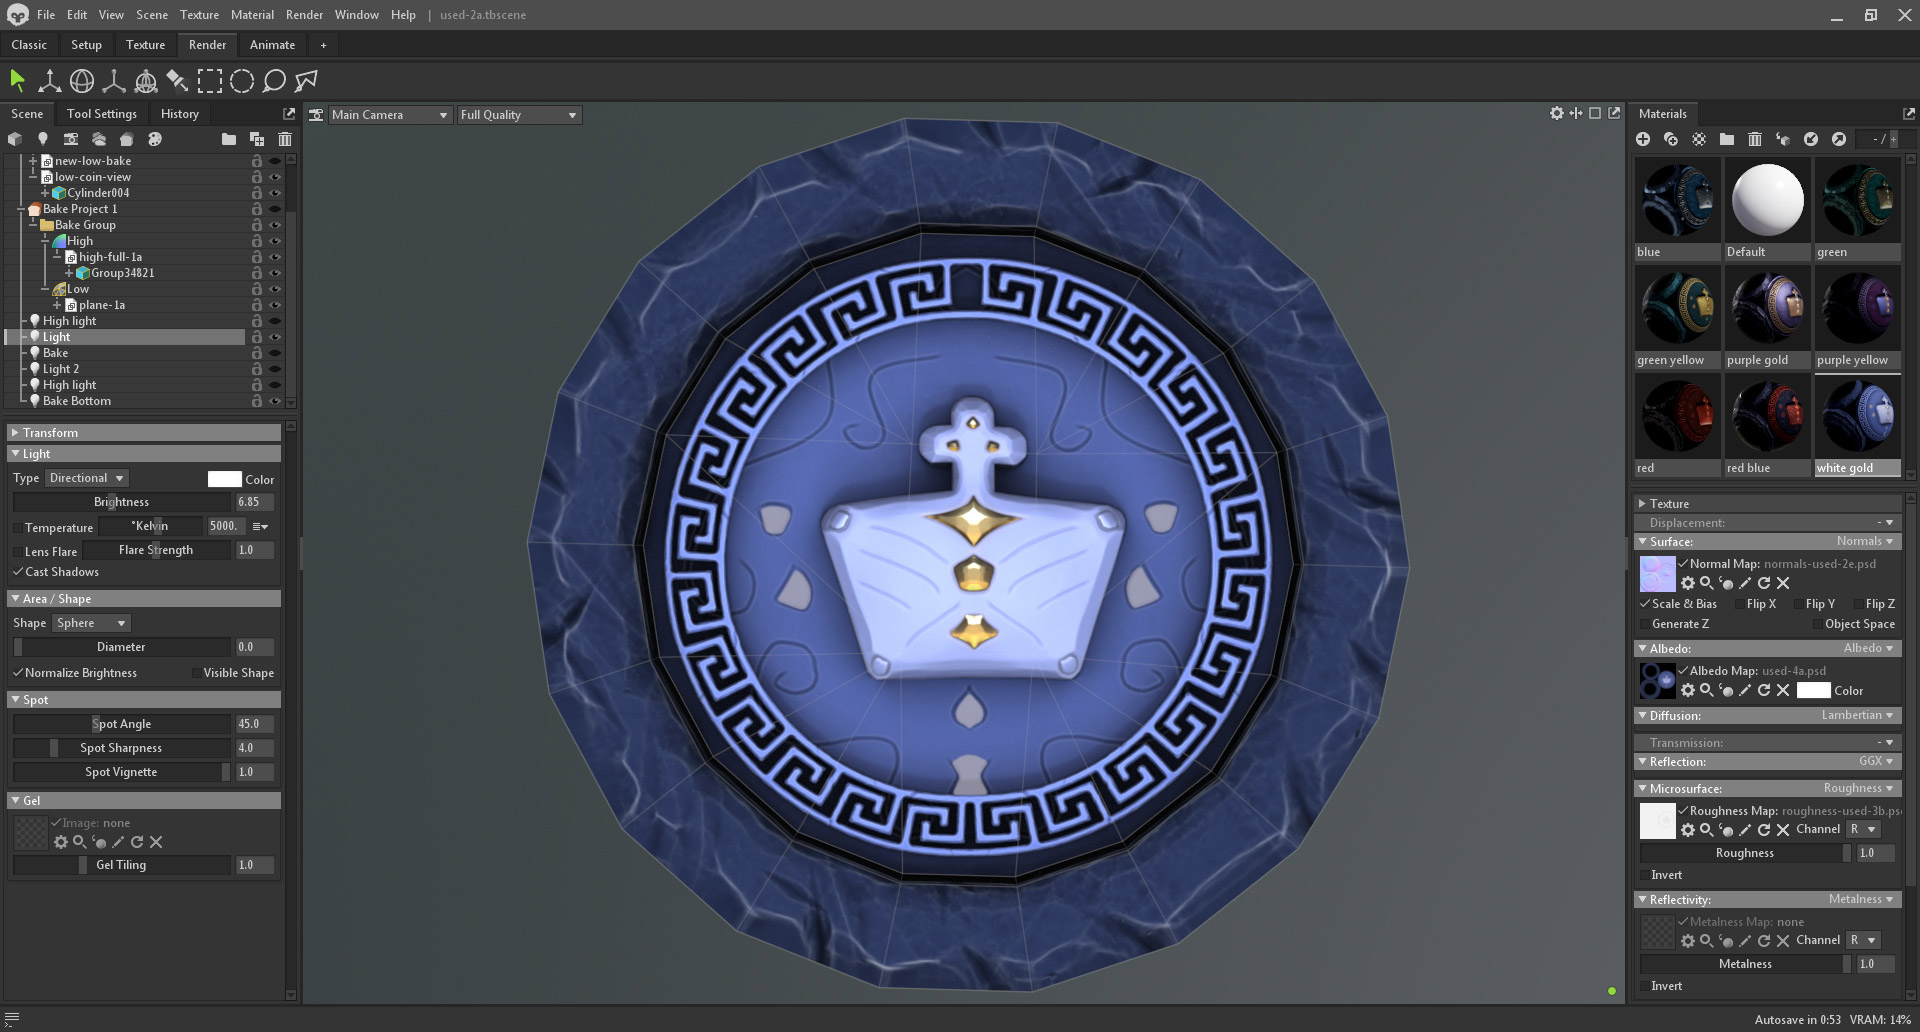 File Edit View Scene Texture Material Render Window Help | used-2a.tbscene
Classic Setup Texture Render Animate +
Scene Tool Settings History
Main Camera Full Quality
Materials
new-low-bake
low-coin-view
Cylinder004
Bake Project 1
Bake Group
High
high-full-1a
Group34821
Low
plane-1a
High light
Light
Bake
Light 2
High light
Bake Bottom
Transform
Light
Type Directional Color
Brightness 6.85
Temperature °Kelvin 5000.
Lens Flare Flare Strength 1.0
Cast Shadows
Area / Shape
Shape Sphere
Diameter 0.0
Normalize Brightness Visible Shape
Spot
Spot Angle 45.0
Spot Sharpness 4.0
Spot Vignette 1.0
Gel
Image: none
Gel Tiling 1.0
- / +
blue Default green
green yellow purple gold purple yellow
red red blue white gold
Texture
Displacement: -
Surface: Normals
Normal Map: normals-used-2e.psd
Scale & Bias Flip X Flip Y Flip Z
Generate Z Object Space
Albedo: Albedo
Albedo Map: used-4a.psd
Color
Diffusion: Lambertian
Transmission: -
Reflection: GGX
Microsurface: Roughness
Roughness Map: roughness-used-3b.ps
Channel R
Roughness 1.0
Invert
Reflectivity: Metalness
Metalness Map: none
Channel R
Metalness 1.0
Invert
Autosave in 0:53 VRAM: 14%